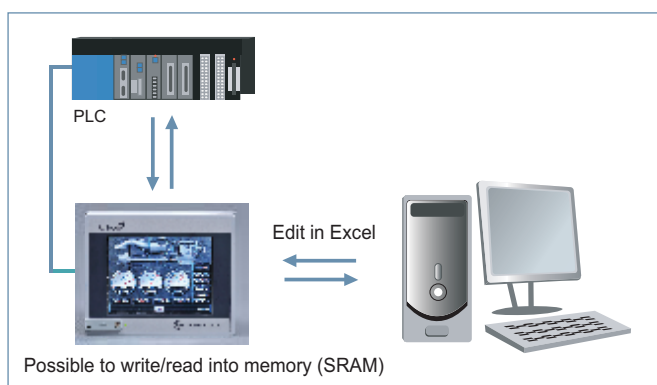 PLC
Edit in Excel
Possible to write/read into memory (SRAM)